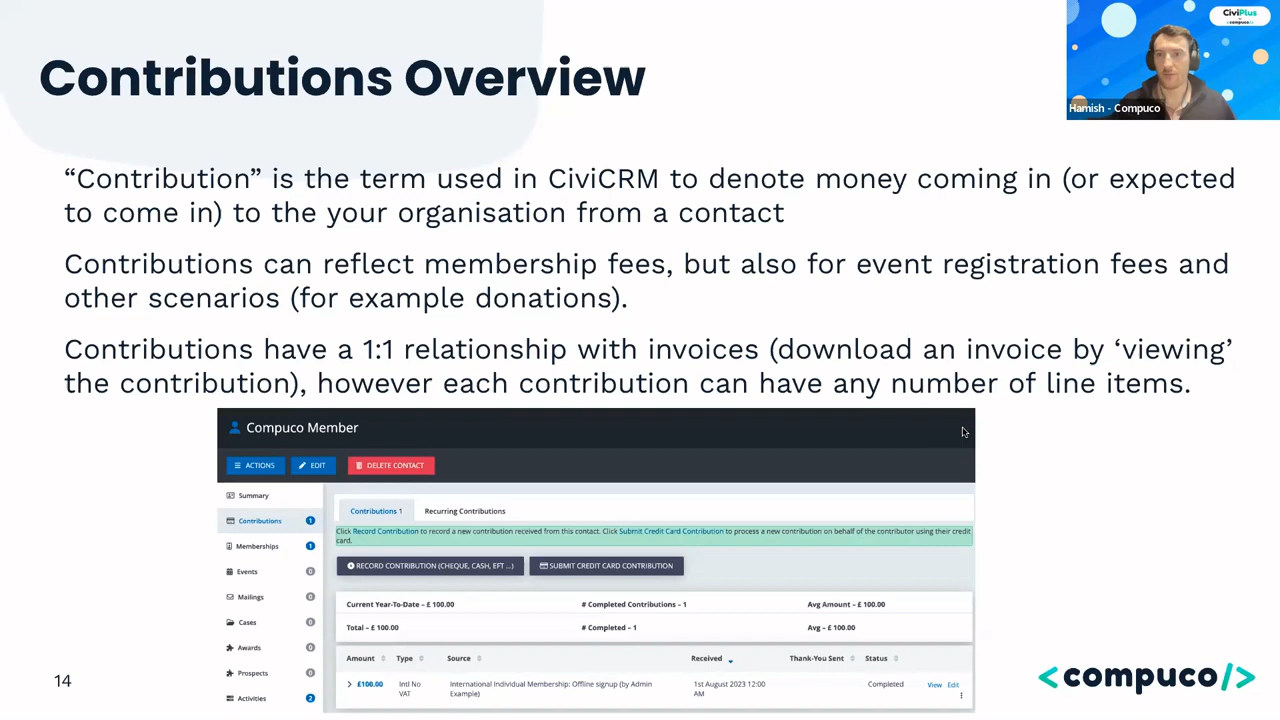 Contributions Overview
CiviPlus
by
<compuco/>
Hamish - Compuco
“Contribution” is the term used in CiviCRM to denote money coming in (or expected
to come in) to the your organisation from a contact
Contributions can reflect membership fees, but also for event registration fees and
other scenarios (for example donations).
Contributions have a 1:1 relationship with invoices (download an invoice by ‘viewing’
the contribution), however each contribution can have any number of line items.
Compuco Member
ACTIONS EDIT DELETE CONTACT
Summary
Contributions 1
Memberships 1
Events 0
Mailings 0
Cases 0
Awards 0
Prospects 0
Activities 2
Contributions 1 Recurring Contributions
Click Record Contribution to record a new contribution received from this contact. Click Submit Credit Card Contribution to process a new contribution on behalf of the contributor using their credit
card.
RECORD CONTRIBUTION (CHEQUE, CASH, EFT ...) SUBMIT CREDIT CARD CONTRIBUTION
Current Year-To-Date – £ 100.00 # Completed Contributions – 1 Avg Amount – £ 100.00
Total – £ 100.00 # Completed – 1 Avg – £ 100.00
Amount Type Source Received Thank-You Sent Status
£100.00 Intl No International Individual Membership: Offline signup (by Admin 1st August 2023 12:00 Completed View Edit
VAT Example) AM
14
<compuco/>